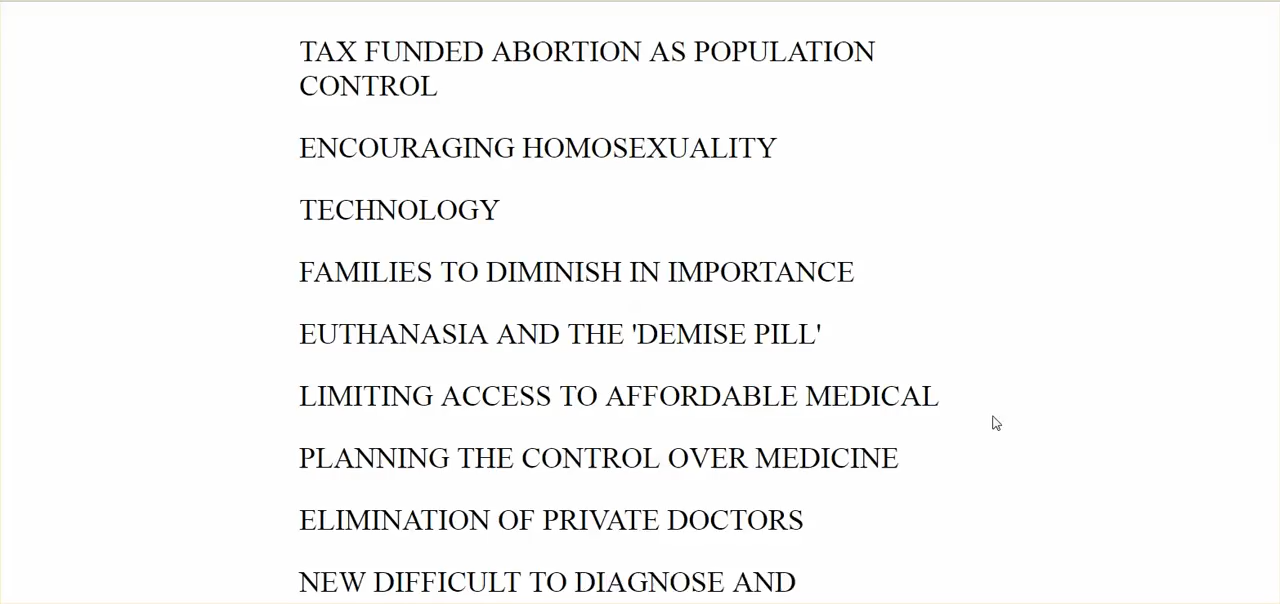 TAX FUNDED ABORTION AS POPULATION
CONTROL
ENCOURAGING HOMOSEXUALITY
TECHNOLOGY
FAMILIES TO DIMINISH IN IMPORTANCE
EUTHANASIA AND THE 'DEMISE PILL'
LIMITING ACCESS TO AFFORDABLE MEDICAL
PLANNING THE CONTROL OVER MEDICINE
ELIMINATION OF PRIVATE DOCTORS
NEW DIFFICULT TO DIAGNOSE AND